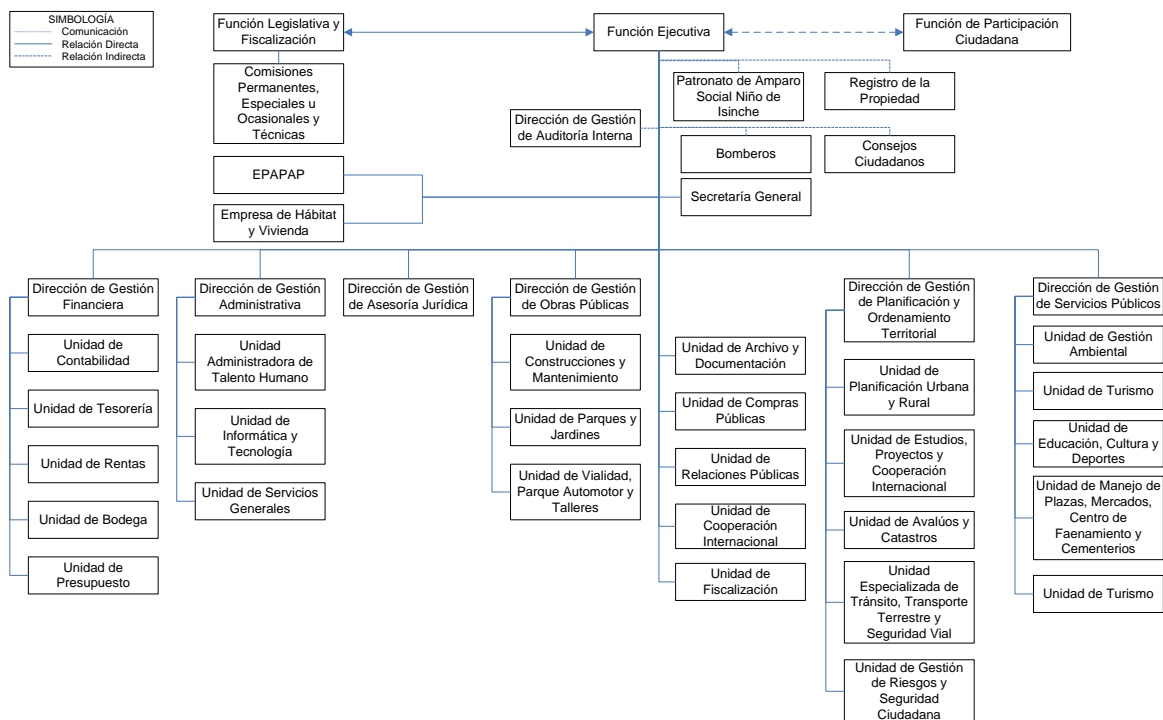 SIMBOLOGÍA
Comunicación
Relación Directa
Relación Indirecta
Función Legislativa y
Fiscalización
Función Ejecutiva
Función de Participación
Ciudadana
Comisiones
Permanentes,
Especiales u
Ocasionales y
Técnicas
Patronato de Amparo
Social Niño de
Isinche
Registro de la
Propiedad
Dirección de Gestión
de Auditoría Interna
Bomberos
Consejos
Ciudadanos
EPAPAP
Secretaría General
Empresa de Hábitat
y Vivienda
Dirección de Gestión
Financiera
Unidad de
Contabilidad
Unidad de Tesorería
Unidad de Rentas
Unidad de Bodega
Unidad de
Presupuesto
Dirección de Gestión
Administrativa
Unidad
Administradora de
Talento Humano
Unidad de
Informática y
Tecnología
Unidad de Servicios
Generales
Dirección de Gestión
de Asesoría Jurídica
Dirección de Gestión
de Obras Públicas
Unidad de
Construcciones y
Mantenimiento
Unidad de Parques y
Jardines
Unidad de Vialidad,
Parque Automotor y
Talleres
Unidad de Archivo y
Documentación
Unidad de Compras
Públicas
Unidad de
Relaciones Públicas
Unidad de
Cooperación
Internacional
Unidad de
Fiscalización
Dirección de Gestión
de Planificación y
Ordenamiento
Territorial
Unidad de
Planificación Urbana
y Rural
Unidad de Estudios,
Proyectos y
Cooperación
Internacional
Unidad de Avalúos y
Catastros
Unidad
Especializada de
Tránsito, Transporte
Terrestre y
Seguridad Vial
Unidad de Gestión
de Riesgos y
Seguridad
Ciudadana
Dirección de Gestión
de Servicios Públicos
Unidad de Gestión
Ambiental
Unidad de Turismo
Unidad de
Educación, Cultura y
Deportes
Unidad de Manejo de
Plazas, Mercados,
Centro de
Faenamiento y
Cementerios
Unidad de Turismo